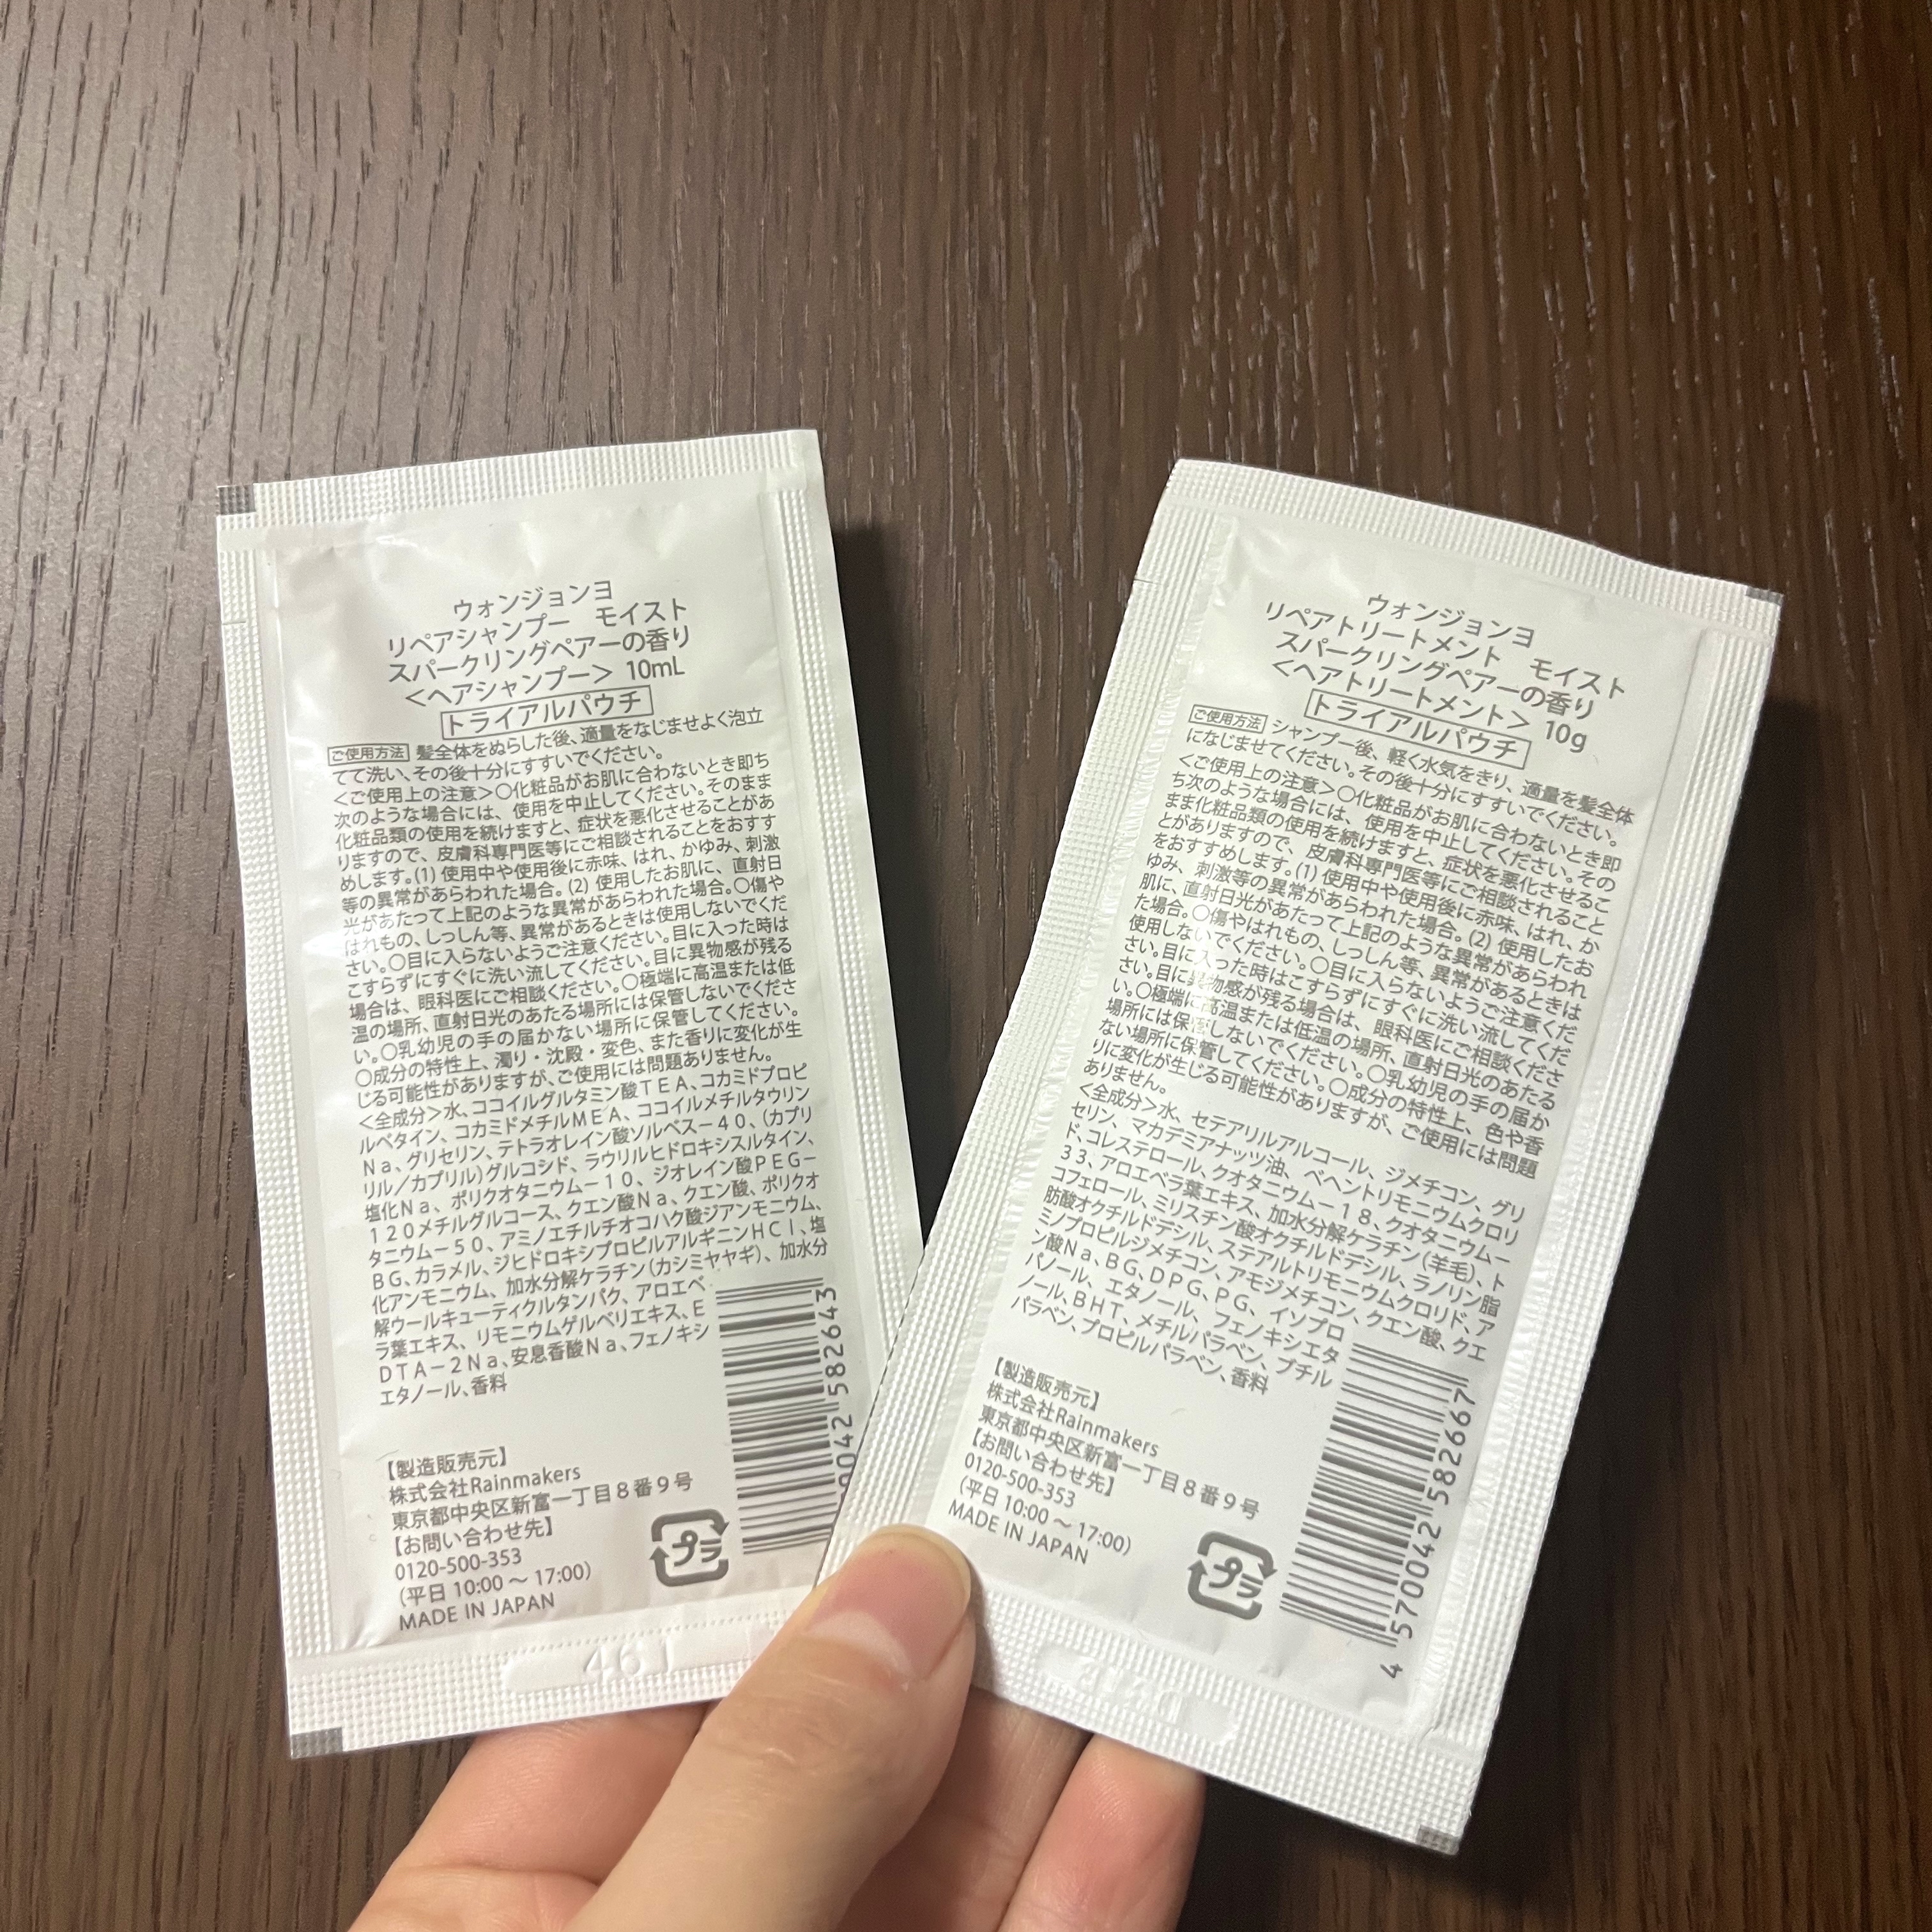 ウォンジョンヨ
リペアシャンプー　モイスト
スパークリングペアーの香り
＜ヘアシャンプー＞ 10mL
トライアルパウチ
ご使用方法 髪全体をぬらした後、適量をなじませよく泡立
てて洗い、その後十分にすすいでください。
＜ご使用上の注意＞〇化粧品がお肌に合わないとき即ち
次のような場合には、使用を中止してください。そのまま
化粧品類の使用を続けますと、症状を悪化させることがあ
りますので、皮膚科専門医等にご相談されることをおすす
めします。(1) 使用中や使用後に赤味、はれ、かゆみ、刺激
等の異常があらわれた場合。(2) 使用したお肌に、直射日
光があたって上記のような異常があらわれた場合。〇傷や
はれもの、しっしん等、異常があるときは使用しないでくだ
さい。〇目に入らないようご注意ください。目に入った時は
こすらずにすぐに洗い流してください。目に異物感が残る
場合は、眼科医にご相談ください。〇極端に高温または低
温の場所、直射日光のあたる場所には保管しないでくださ
い。〇乳幼児の手の届かない場所に保管してください。
〇成分の特性上、濁り・沈殿・変色、また香りに変化が生
じる可能性がありますが、ご使用には問題ありません。
＜全成分＞水、ココイルグルタミン酸ＴＥＡ、コカミドプロピ
ルベタイン、コカミドメチルＭＥＡ、ココイルメチルタウリン
Ｎａ、グリセリン、テトラオレイン酸ソルベス－４０、（カプリ
リル／カプリル）グルコシド、ラウリルヒドロキシスルタイン、
塩化Ｎａ、ポリクオタニウム－１０、ジオレイン酸ＰＥＧ－
１２０メチルグルコース、クエン酸Ｎａ、クエン酸、ポリクオ
タニウム－５０、アミノエチルチオコハク酸ジアンモニウム、
ＢＧ、カラメル、ジヒドロキシプロピルアルギニンＨＣｌ、塩
化アンモニウム、加水分解ケラチン（カシミヤヤギ）、加水分
解ウールキューティクルタンパク、アロエベ
ラ葉エキス、リモニウムゲルベリエキス、Ｅ
ＤＴＡ－２Ｎａ、安息香酸Ｎａ、フェノキシ
エタノール、香料
【製造販売元】
株式会社Rainmakers
東京都中央区新富一丁目８番９号
【お問い合わせ先】
0120-500-353
(平日 10:00 ～ 17:00)
MADE IN JAPAN
プラ
0042 582643
461
ウォンジョンヨ
リペアトリートメント　モイスト
スパークリングペアーの香り
＜ヘアトリートメント＞ 10g
トライアルパウチ
ご使用方法 シャンプー後、軽く水気をきり、適量を髪全体
になじませてください。その後十分にすすいでください。
＜ご使用上の注意＞〇化粧品がお肌に合わないとき即
ち次のような場合には、使用を中止してください。その
まま化粧品類の使用を続けますと、症状を悪化させるこ
とがありますので、皮膚科専門医等にご相談されること
をおすすめします。(1) 使用中や使用後に赤味、はれ、か
ゆみ、刺激等の異常があらわれた場合。(2) 使用したお
肌に、直射日光があたって上記のような異常があらわれ
た場合。〇傷やはれもの、しっしん等、異常があるときは
使用しないでください。〇目に入らないようご注意くだ
さい。目に入った時はこすらずにすぐに洗い流してくだ
さい。目に異物感が残る場合は、眼科医にご相談くださ
い。〇極端に高温または低温の場所、直射日光のあたる
場所には保管しないでください。〇乳幼児の手の届か
ない場所に保管してください。〇成分の特性上、色や香
りに変化が生じる可能性がありますが、ご使用には問題
ありません。
＜全成分＞水、セテアリルアルコール、ジメチコン、グリ
セリン、マカデミアナッツ油、ベヘントリモニウムクロリ
ド、コレステロール、クオタニウム－１８、クオタニウム－
３３、アロエベラ葉エキス、加水分解ケラチン（羊毛）、ト
コフェロール、ミリスチン酸オクチルドデシル、ラノリン脂
肪酸オクチルドデシル、ステアルトリモニウムクロリド、ア
ミノプロピルジメチコン、アモジメチコン、クエン酸、クエ
ン酸Ｎａ、ＢＧ、ＤＰＧ、ＰＧ、イソプロ
パノール、エタノール、フェノキシエタ
ノール、ＢＨＴ、メチルパラベン、ブチル
パラベン、プロピルパラベン、香料
【製造販売元】
株式会社Rainmakers
東京都中央区新富一丁目８番９号
【お問い合わせ先】
0120-500-353
(平日 10:00 ～ 17:00)
MADE IN JAPAN
プラ
4 570042 582667